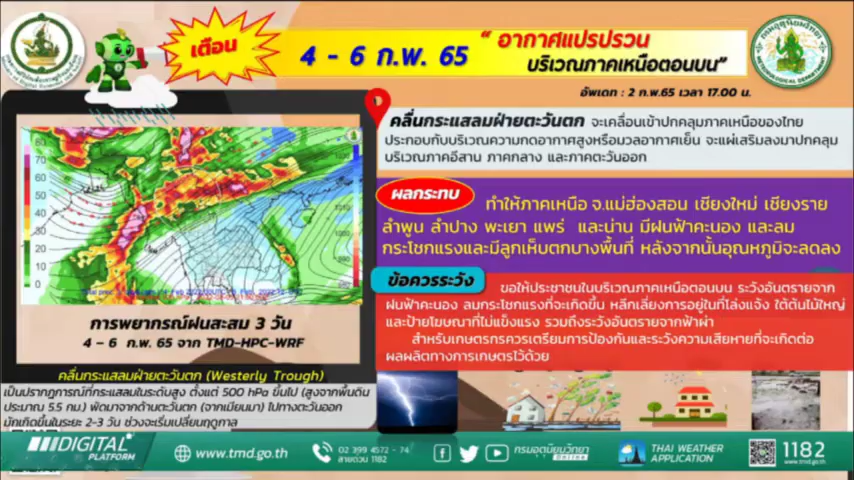 เตือน
4 - 6 ก.พ. 65
“ อากาศแปรปรวน
บริเวณภาคเหนือตอนบน”
กรมอุตุนิยมวิทยา
METEOROLOGICAL DEPARTMENT
อัพเดท : 2 ก.พ.65 เวลา 17.00 น.
คลื่นกระแสลมฝ่ายตะวันตก จะเคลื่อนเข้าปกคลุมภาคเหนือของไทย
ประกอบกับบริเวณความกดอากาศสูงหรือมวลอากาศเย็น จะแผ่เสริมลงมาปกคลุม
บริเวณภาคอีสาน ภาคกลาง และภาคตะวันออก
ผลกระทบ
ทำให้ภาคเหนือ จ.แม่ฮ่องสอน เชียงใหม่ เชียงราย
ลำพูน ลำปาง พะเยา แพร่ และน่าน มีฝนฟ้าคะนอง และลม
กระโชกแรงและมีลูกเห็บตกบางพื้นที่ หลังจากนั้นอุณหภูมิจะลดลง
ข้อควรระวัง
ขอให้ประชาชนในบริเวณภาคเหนือตอนบน ระวังอันตรายจาก
ฝนฟ้าคะนอง ลมกระโชกแรงที่จะเกิดขึ้น หลีกเลี่ยงการอยู่ในที่โล่งแจ้ง ใต้ต้นไม้ใหญ่
และป้ายโฆษณาที่ไม่แข็งแรง รวมถึงระวังอันตรายจากฟ้าผ่า
สำหรับเกษตรกรควรเตรียมการป้องกันและระวังความเสียหายที่จะเกิดต่อ
ผลผลิตทางการเกษตรไว้ด้วย
80
70
60
50
40
30
20
10
0
การพยากรณ์ฝนสะสม 3 วัน
4 – 6 ก.พ. 65 จาก TMD-HPC-WRF
คลื่นกระแสลมฝ่ายตะวันตก (Westerly Trough)
เป็นปรากฏการณ์ที่กระแสลมในระดับสูง ตั้งแต่ 500 hPa ขึ้นไป (สูงจากพื้นดิน
ประมาณ 5.5 กม.) พัดมาจากด้านตะวันตก (จากเมียนมา) ไปทางตะวันออก
มักเกิดขึ้นในระยะ 2-3 วัน ช่วงจะเริ่มเปลี่ยนฤดูกาล
DIGITAL
PLATFORM
www.tmd.go.th
02 399 4572 - 74
สายด่วน 1182
กรมอุตุนิยมวิทยา
Online
THAI WEATHER
APPLICATION
1182
www.tmd.go.th